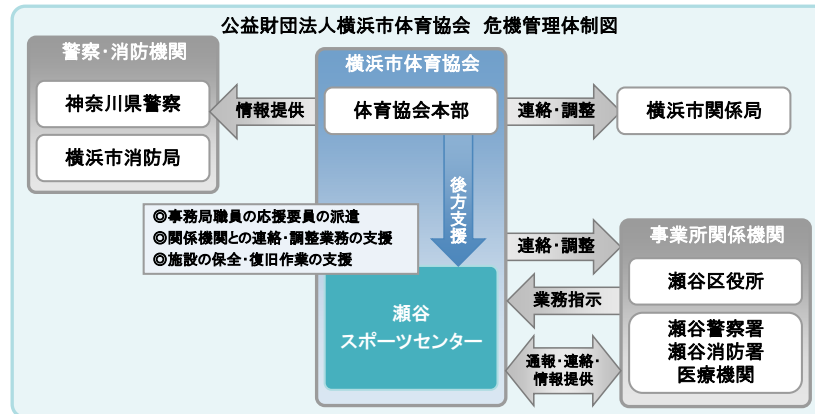 公益財団法人横浜市体育協会 危機管理体制図
警察・消防機関
神奈川県警察
横浜市消防局
情報提供
横浜市体育協会
体育協会本部
連絡・調整
横浜市関係局
後方支援
◎事務局職員の応援要員の派遣
◎関係機関との連絡・調整業務の支援
◎施設の保全・復旧作業の支援
瀬谷
スポーツセンター
連絡・調整
業務指示
通報・連絡・
情報提供
事業所関係機関
瀬谷区役所
瀬谷警察署
瀬谷消防署
医療機関